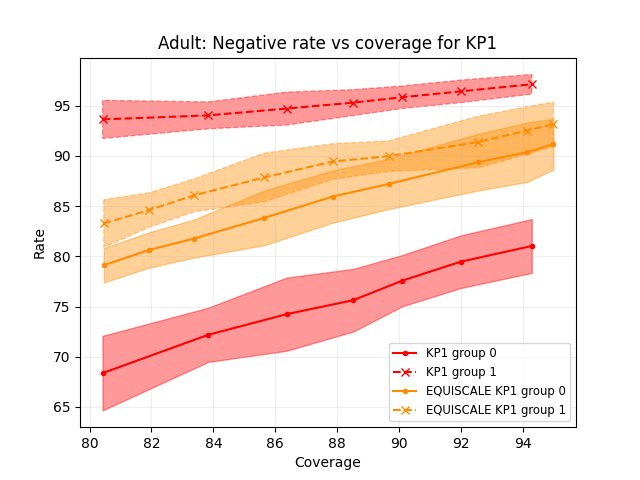 Adult: Negative rate vs coverage for KP1
95
90
85
80
75
70
65
Rate
80
82
84
86
88
90
92
94
Coverage
KP1 group 0
KP1 group 1
EQUISCALE KP1 group 0
EQUISCALE KP1 group 1